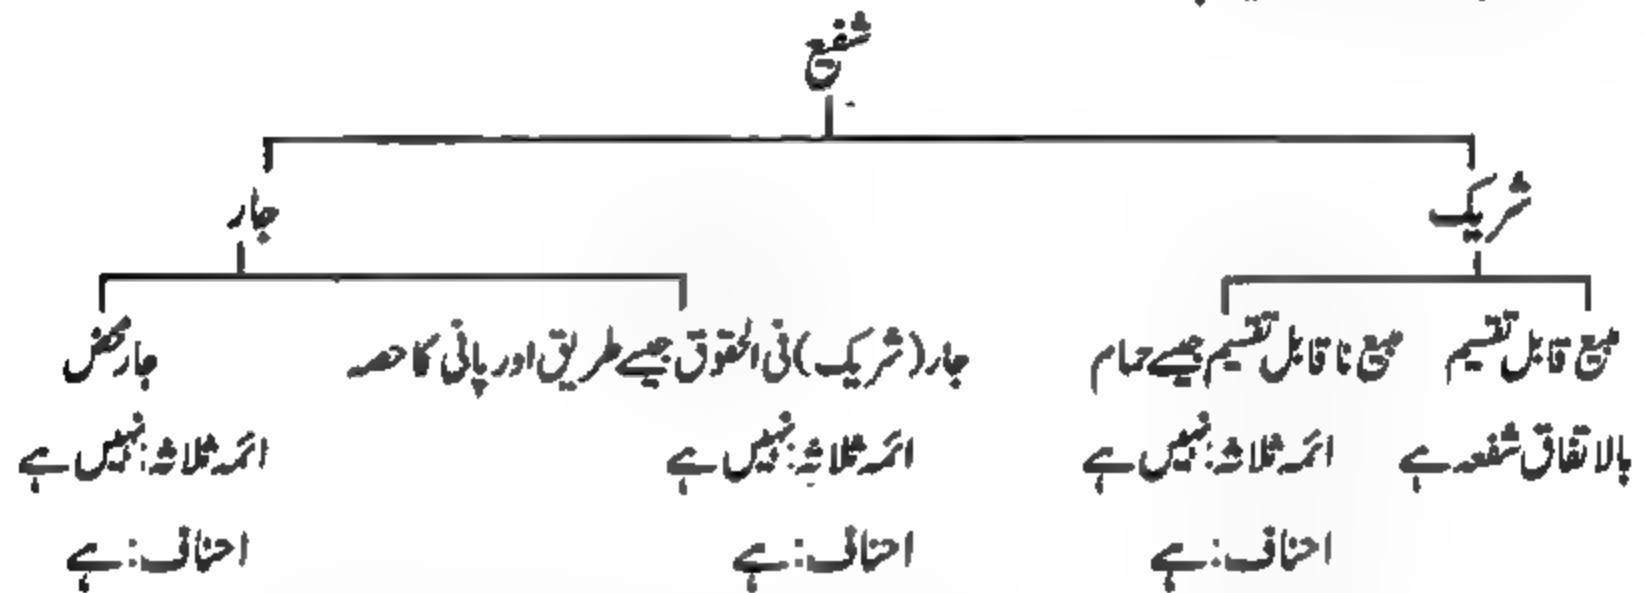 شفیع
شریک جار
مبیع قابل تقسیم مبیع ناقابل تقسیم جیسے حمام جار (شریک) فی الحقوق جیسے طریق اور پانی کا حصہ جار محض
بالاتفاق شفعہ ہے ائمہ ثلاثہ: نہیں ہے ائمہ ثلاثہ: نہیں ہے ائمہ ثلاثہ: نہیں ہے
احناف: ہے احناف: ہے احناف: ہے